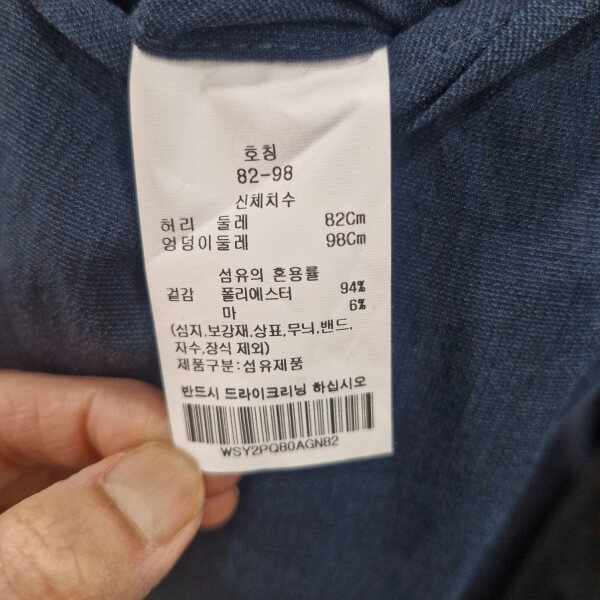 호칭
82-98
신체치수
허리 둘레 82Cm
엉덩이둘레 98Cm
섬유의 혼용률
겉감 폴리에스터 94%
마 6%
(심지,보강재,상표,무늬,밴드,
자수,장식 제외)
제품구분:섬유제품
반드시 드라이크리닝 하십시오
WSY2PQ80AGN82